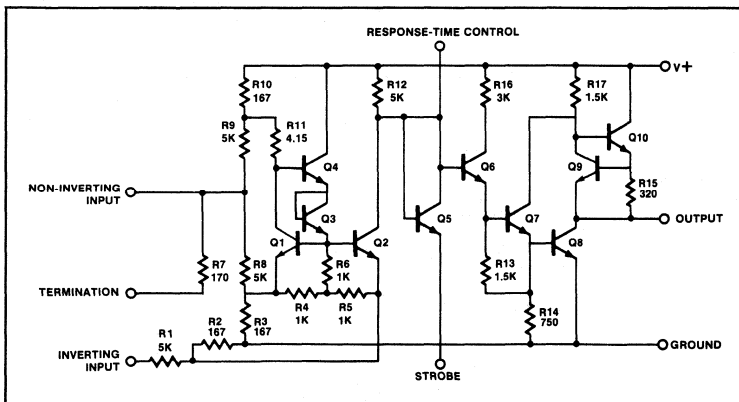 RESPONSE-TIME CONTROL
V+
R10
167
R12
5K
R16
3K
R17
1.5K
R9
5K
R11
4.15
Q4
Q10
Q6
Q9
R15
320
NON-INVERTING
INPUT
Q3
Q5
Q7
OUTPUT
Q1
Q2
Q8
R7
170
R8
5K
R6
1K
R13
1.5K
TERMINATION
R4
1K
R5
1K
R14
750
R1
5K
R2
167
R3
167
INVERTING
INPUT
GROUND
STROBE